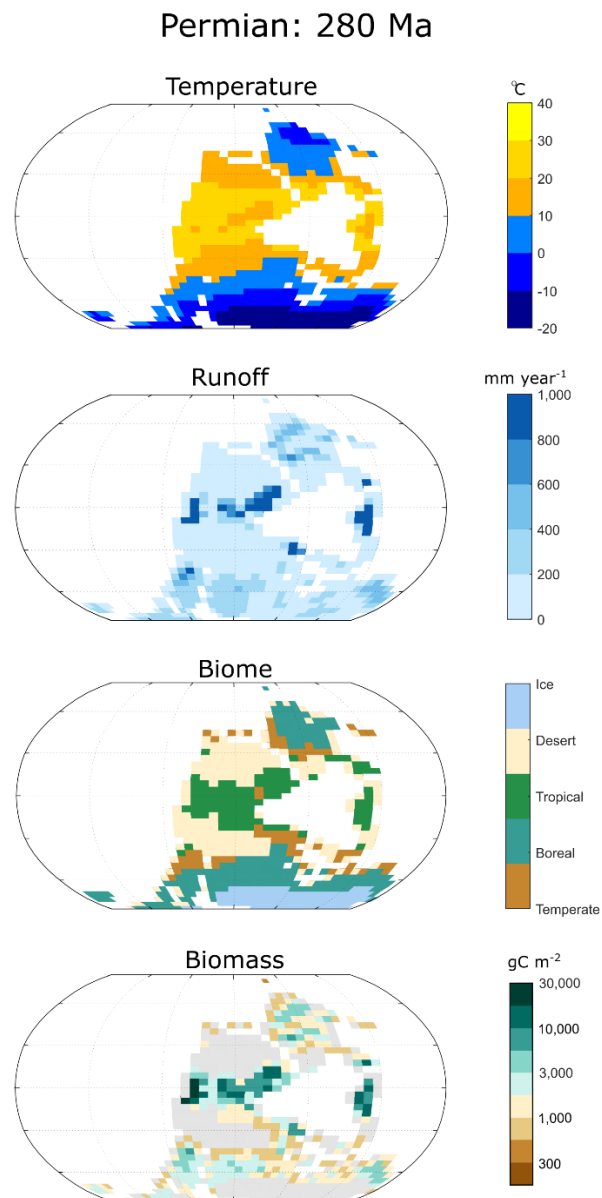 Permian: 280 Ma
Temperature
°C
40
30
20
10
0
-10
-20
Runoff
mm year⁻¹
1,000
800
600
400
200
0
Biome
Ice
Desert
Tropical
Boreal
Temperate
Biomass
gC m⁻²
30,000
10,000
3,000
1,000
300